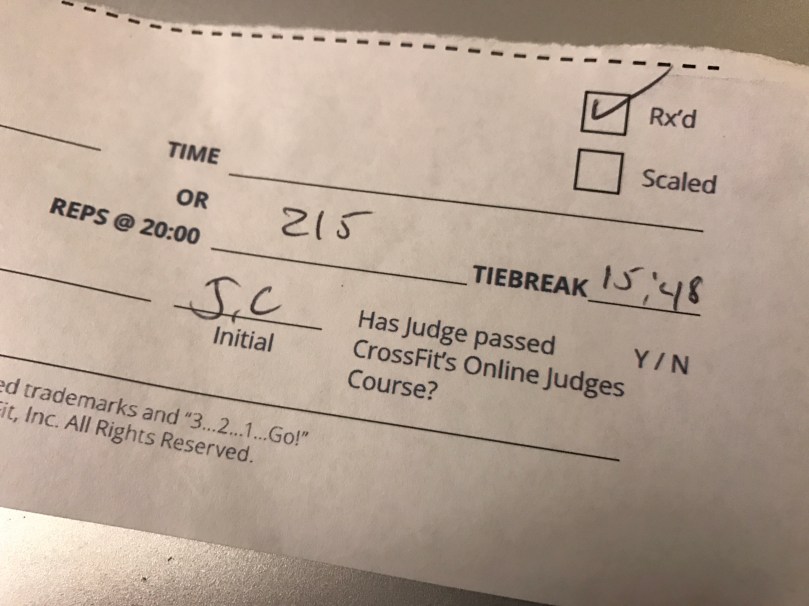 Rx'd
Scaled
TIME
OR
REPS @ 20:00 215
TIEBREAK 15:48
J.C
Initial
Has Judge passed
CrossFit's Online Judges
Course?
Y / N
ed trademarks and “3...2...1...Go!”
Fit, Inc. All Rights Reserved.